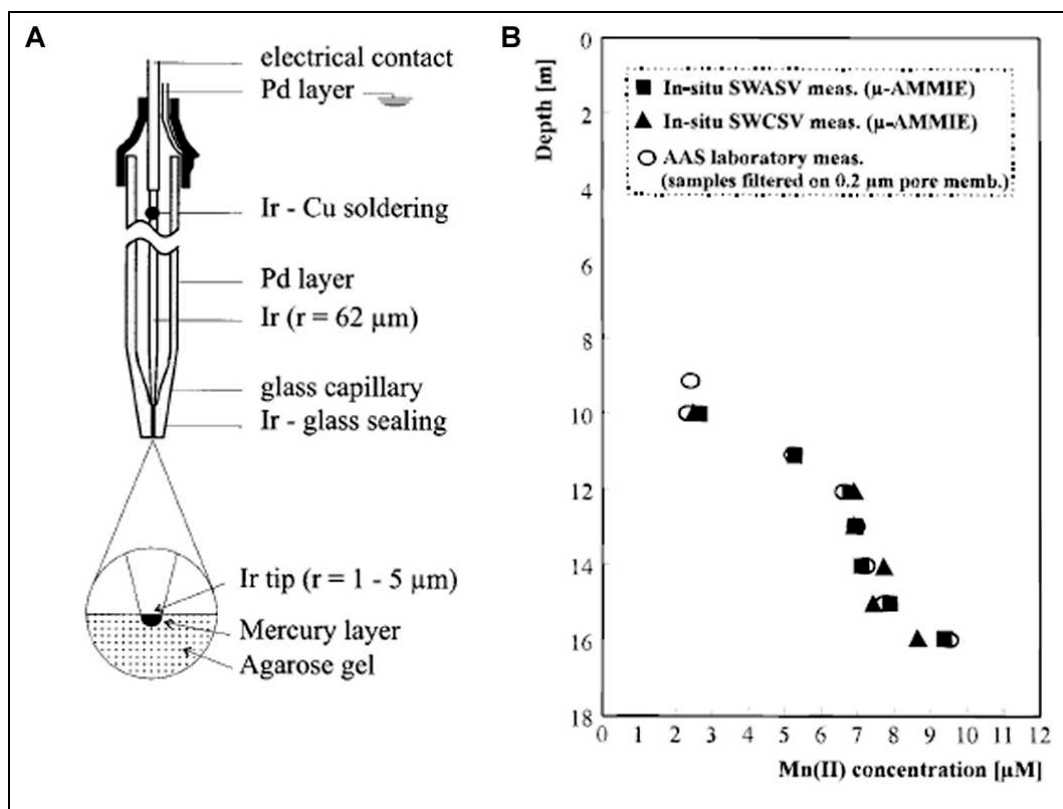 A
electrical contact
Pd layer
Ir - Cu soldering
Pd layer
Ir (r = 62 µm)
glass capillary
Ir - glass sealing
Ir tip (r = 1 - 5 µm)
Mercury layer
Agarose gel
B
Depth [m]
0
2
4
6
8
10
12
14
16
18
In-situ SWASV meas. (µ-AMMIE)
In-situ SWCSV meas. (µ-AMMIE)
AAS laboratory meas.
(samples filtered on 0.2 µm pore memb.)
0 1 2 3 4 5 6 7 8 9 10 11 12
Mn(II) concentration [µM]